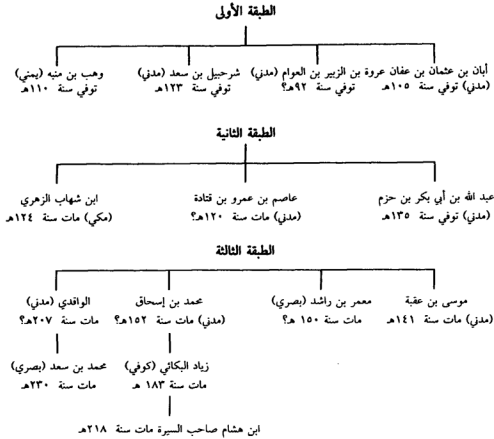 الطبقة الأولى
أبان بن عثمان بن عفان عروة بن الزبير بن العوام (مدني) شرحبيل بن سعد (مدني) وهب بن منبه (يمني)
(مدني) توفي سنة ١٠٥هـ توفي سنة ٩٢هـ؟ توفي سنة ١٢٣هـ توفي سنة ١١٠هـ
الطبقة الثانية
عبد الله بن أبي بكر بن حزم عاصم بن عمرو بن قتادة ابن شهاب الزهري
(مدني) توفي سنة ١٣٥هـ (مدني) مات سنة ١٢٠هـ؟ (مكي) مات سنة ١٢٤هـ
الطبقة الثالثة
موسى بن عقبة معمر بن راشد (بصري) محمد بن إسحاق الواقدي (مدني)
(مدني) مات سنة ١٤١هـ مات سنة ١٥٠ هـ؟ (مدني) مات سنة ١٥٢هـ؟ مات سنة ٢٠٧هـ؟
زياد البكائي (كوفي) محمد بن سعد (بصري)
مات سنة ١٨٣ هـ مات سنة ٢٣٠هـ
ابن هشام صاحب السيرة مات سنة ٢١٨هـ